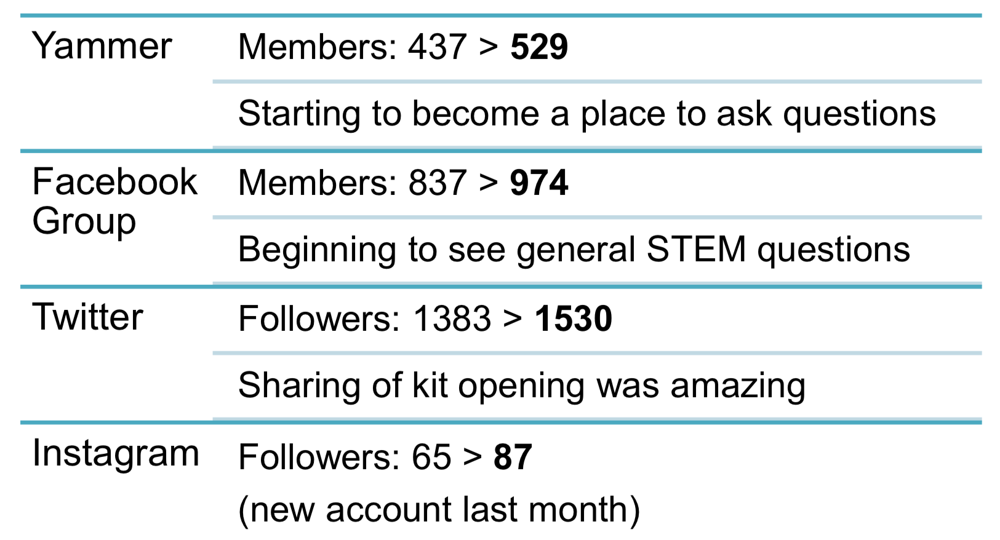 Yammer
Members: 437 > 529
Starting to become a place to ask questions
Facebook
Group
Members: 837 > 974
Beginning to see general STEM questions
Twitter
Followers: 1383 > 1530
Sharing of kit opening was amazing
Instagram
Followers: 65 > 87
(new account last month)